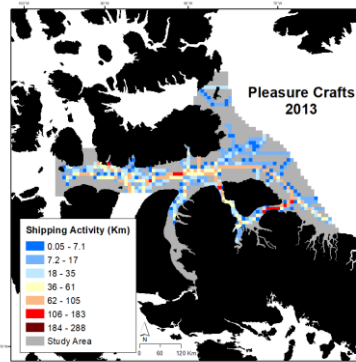 Pleasure Crafts
2013
Shipping Activity (Km)
0.05 - 7.1
7.2 - 17
18 - 35
36 - 61
62 - 105
106 - 183
184 - 288
Study Area
N
0 60 120 Km